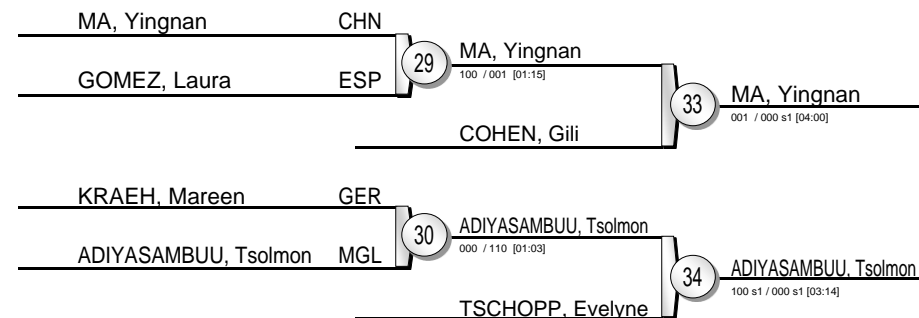 MA, Yingnan CHN
GOMEZ, Laura ESP
29
MA, Yingnan
100 / 001 [01:15]
COHEN, Gili
33
MA, Yingnan
001 / 000 s1 [04:00]
KRAEH, Mareen GER
ADIYASAMBUU, Tsolmon MGL
30
ADIYASAMBUU, Tsolmon
000 / 110 [01:03]
TSCHOPP, Evelyne
34
ADIYASAMBUU, Tsolmon
100 s1 / 000 s1 [03:14]